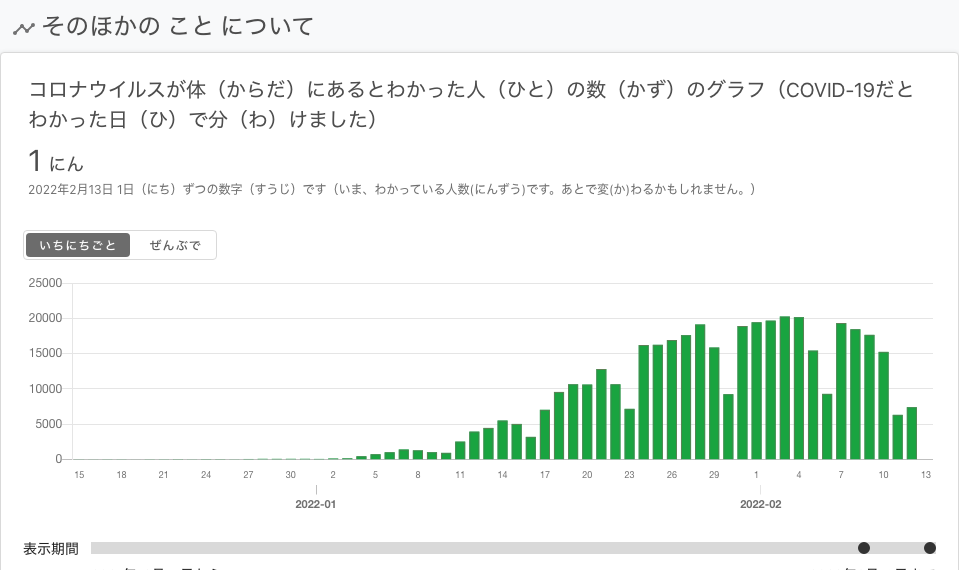 そのほかの こと について
コロナウイルスが体（からだ）にあるとわかった人（ひと）の数（かず）のグラフ（COVID-19だと
わかった日（ひ）で分（わ）けました）
1 にん
2022年2月13日 1日（にち）ずつの数字（すうじ）です（いま、わかっている人数(にんずう)です。あとで変(か)わるかもしれません。）
いちにちごと ぜんぶで
25000
20000
15000
10000
5000
0
15 18 21 24 27 30 2 5 8 11 14 17 20 23 26 29 1 4 7 10 13
2022-01 2022-02
表示期間